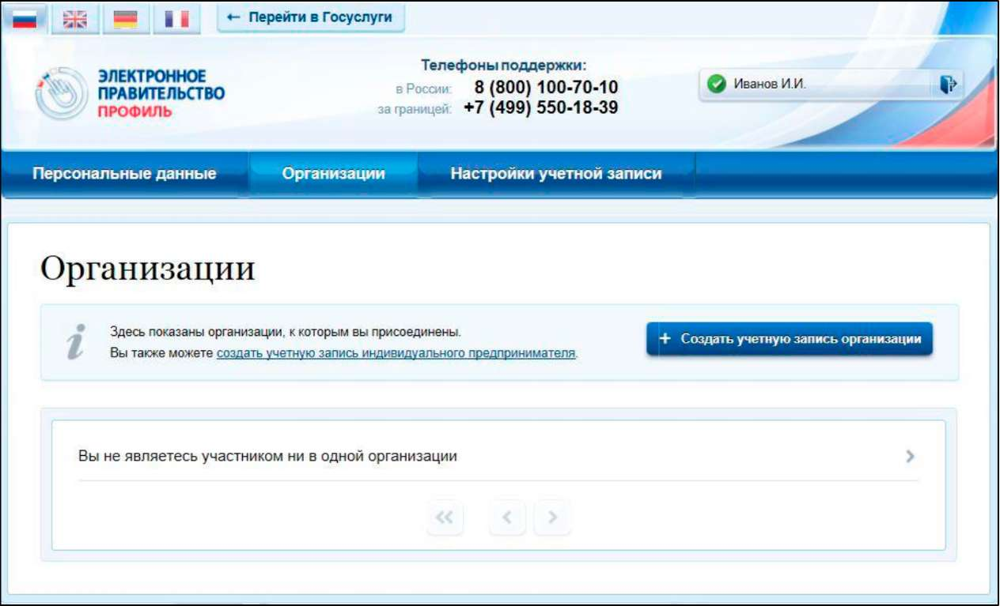 ← Перейти в Госуслуги
ЭЛЕКТРОННОЕ
ПРАВИТЕЛЬСТВО
ПРОФИЛЬ
Телефоны поддержки:
в России: 8 (800) 100-70-10
за границей: +7 (499) 550-18-39
Иванов И.И.
Персональные данные Организации Настройки учетной записи
Организации
Здесь показаны организации, к которым вы присоединены.
Вы также можете создать учетную запись индивидуального предпринимателя.
+ Создать учетную запись организации
Вы не являетесь участником ни в одной организации